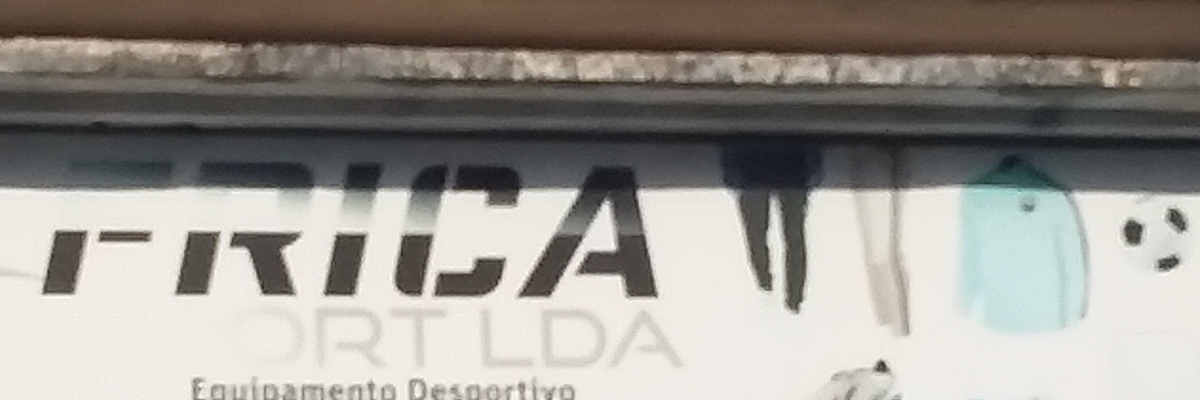 FRICA
ORT LDA
Equipamento Desportivo